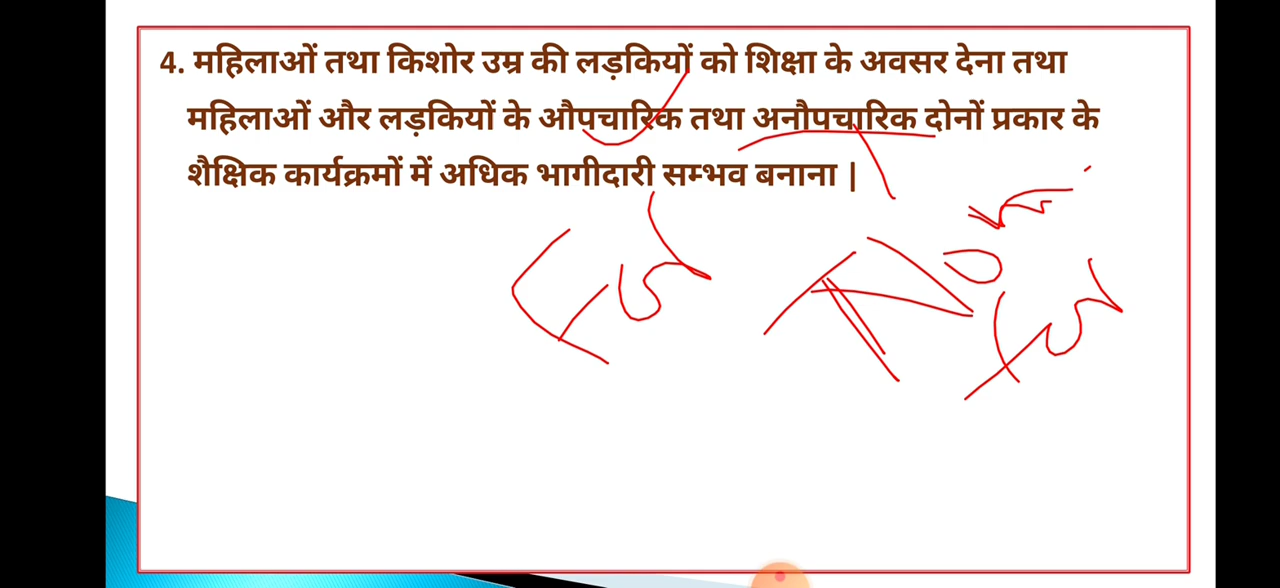 4. महिलाओं तथा किशोर उम्र की लड़कियों को शिक्षा के अवसर देना तथा
महिलाओं और लड़कियों के औपचारिक तथा अनौपचारिक दोनों प्रकार के
शैक्षिक कार्यक्रमों में अधिक भागीदारी सम्भव बनाना |